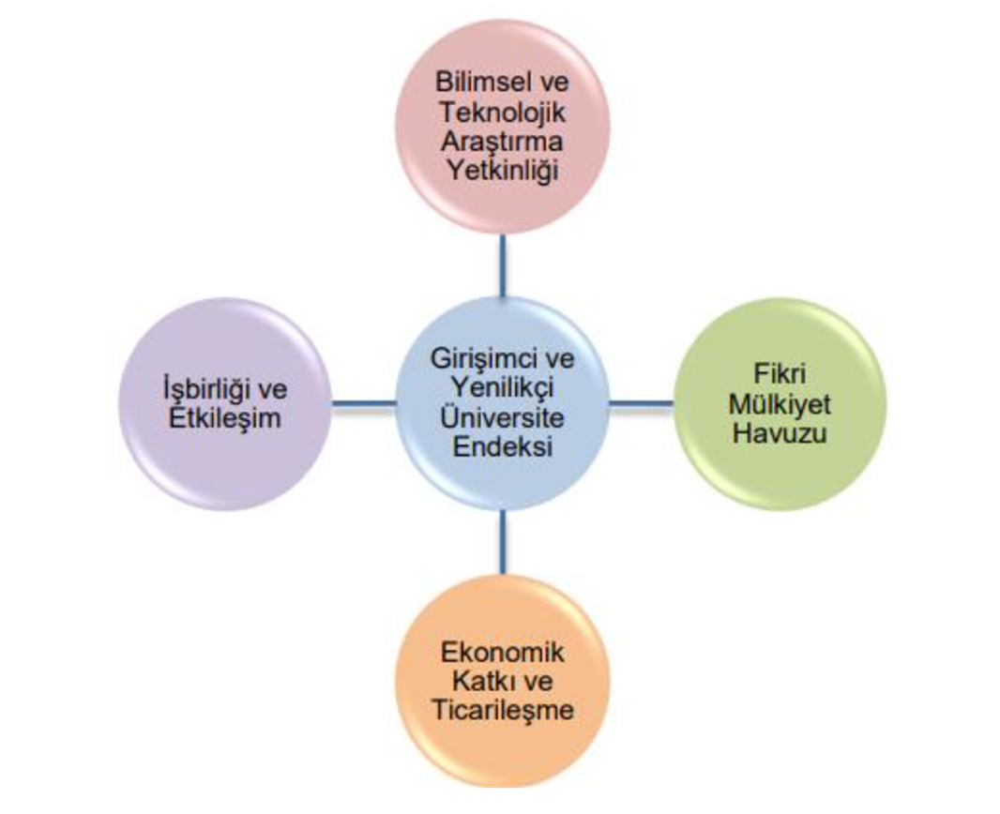 Bilimsel ve
Teknolojik
Araştırma
Yetkinliği
İşbirliği ve
Etkileşim
Girişimci ve
Yenilikçi
Üniversite
Endeksi
Fikri
Mülkiyet
Havuzu
Ekonomik
Katkı ve
Ticarileşme